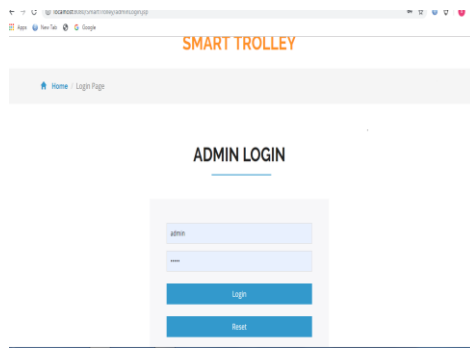 Apps New Tab G Google
SMART TROLLEY
Home / Login Page
ADMIN LOGIN
admin
•••••
Login
Reset